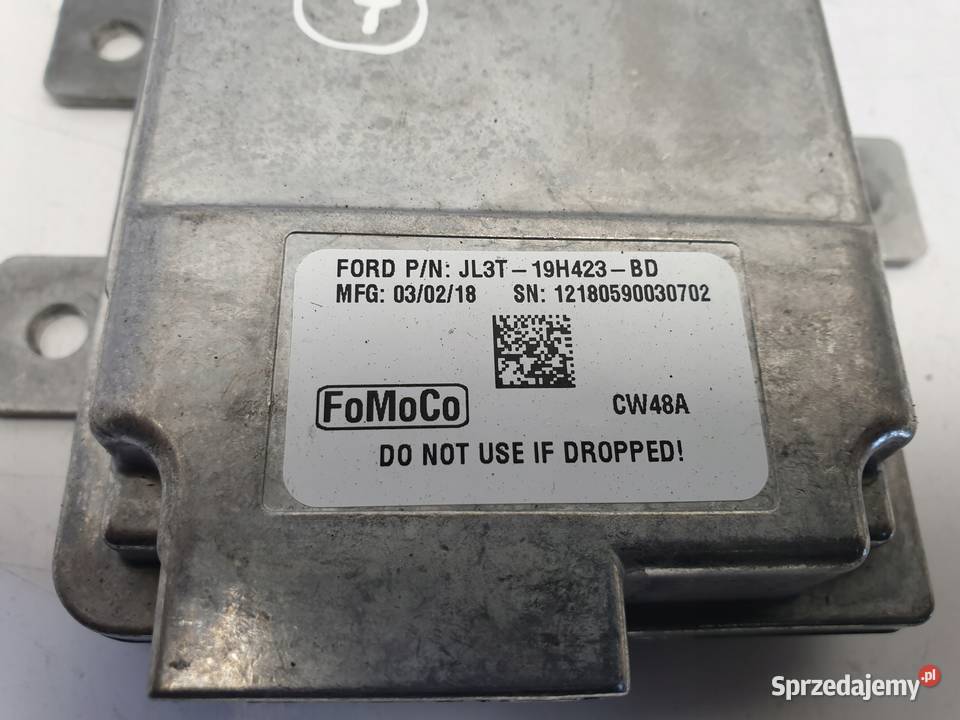 FORD P/N: JL3T-19H423-BD
MFG: 03/02/18 SN: 12180590030702
FoMoCo
CW48A
DO NOT USE IF DROPPED!
Sprzedajemy.pl